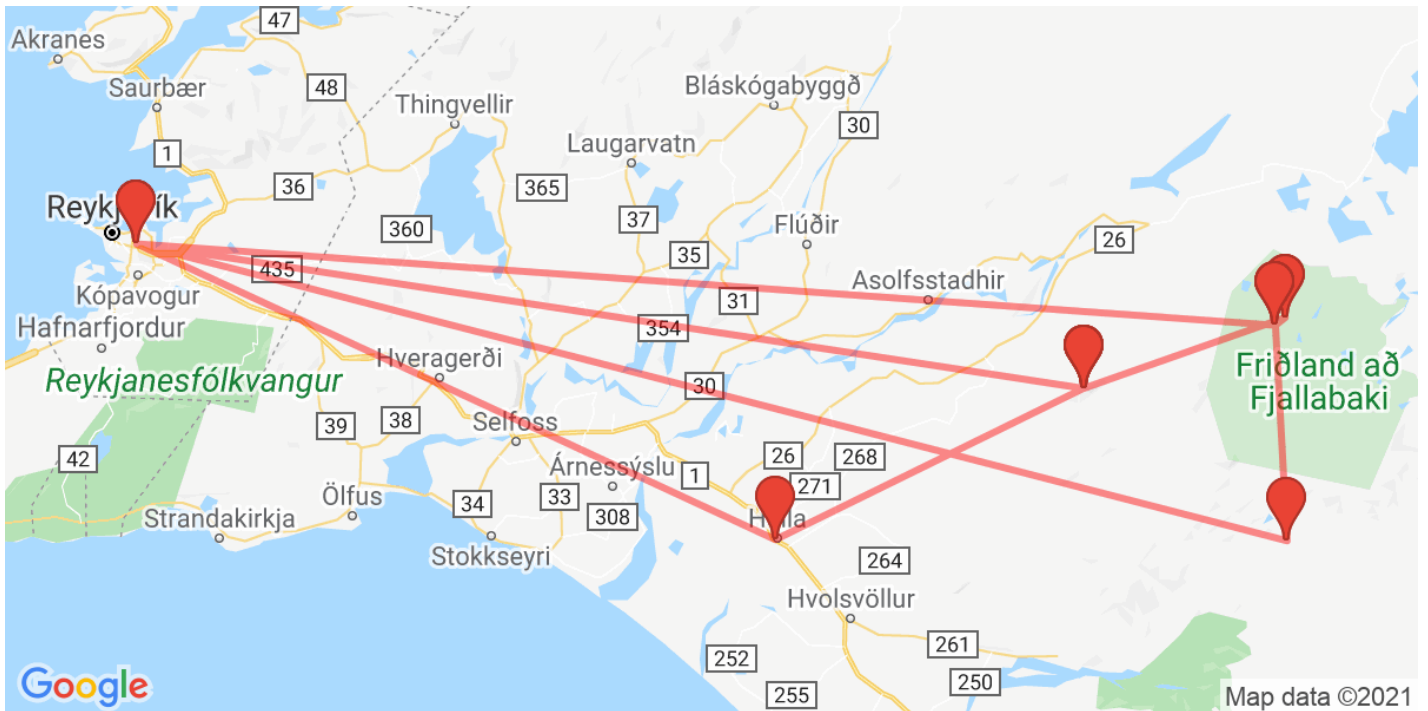 47
Akranes
Saurbær
48
Bláskógabyggð
Thingvellir
30
1
Laugarvatn
36
365
Reykj
ík
37
360
Flúðir
26
35
435
Asolfsstadhir
Kópavogur
31
Hafnarfjordur
354
Hveragerði
Friðland að
Fjallabaki
Reykjanesfólkvangur
30
39
38
Selfoss
42
26
268
Árnessýslu
1
271
Ölfus
34
33
308
Strandakirkja
Stokkseyri
264
Hvolsvöllur
261
252
250
255
Google
Map data ©2021